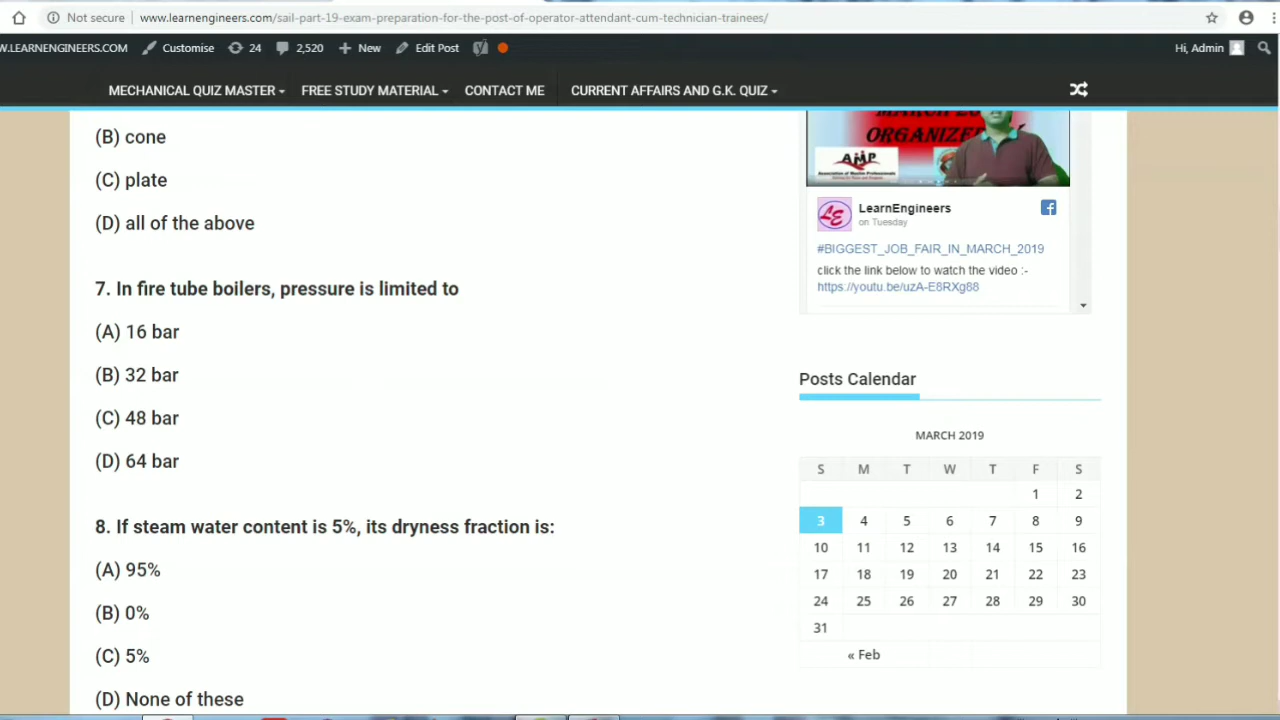 Not secure www.learnengineers.com/sail-part-19-exam-preparation-for-the-post-of-operator-attendant-cum-technician-trainees/
W.LEARNENGINEERS.COM Customise 24 2,520 New Edit Post Hi, Admin
MECHANICAL QUIZ MASTER FREE STUDY MATERIAL CONTACT ME CURRENT AFFAIRS AND G.K. QUIZ
(B) cone
(C) plate
(D) all of the above
7. In fire tube boilers, pressure is limited to
(A) 16 bar
(B) 32 bar
(C) 48 bar
(D) 64 bar
8. If steam water content is 5%, its dryness fraction is:
(A) 95%
(B) 0%
(C) 5%
(D) None of these
AMP
LE
LearnEngineers
on Tuesday
#BIGGEST_JOB_FAIR_IN_MARCH_2019
click the link below to watch the video :-
https://youtu.be/uzA-E8RXg88
Posts Calendar
MARCH 2019
S M T W T F S
1 2
3 4 5 6 7 8 9
10 11 12 13 14 15 16
17 18 19 20 21 22 23
24 25 26 27 28 29 30
31
« Feb